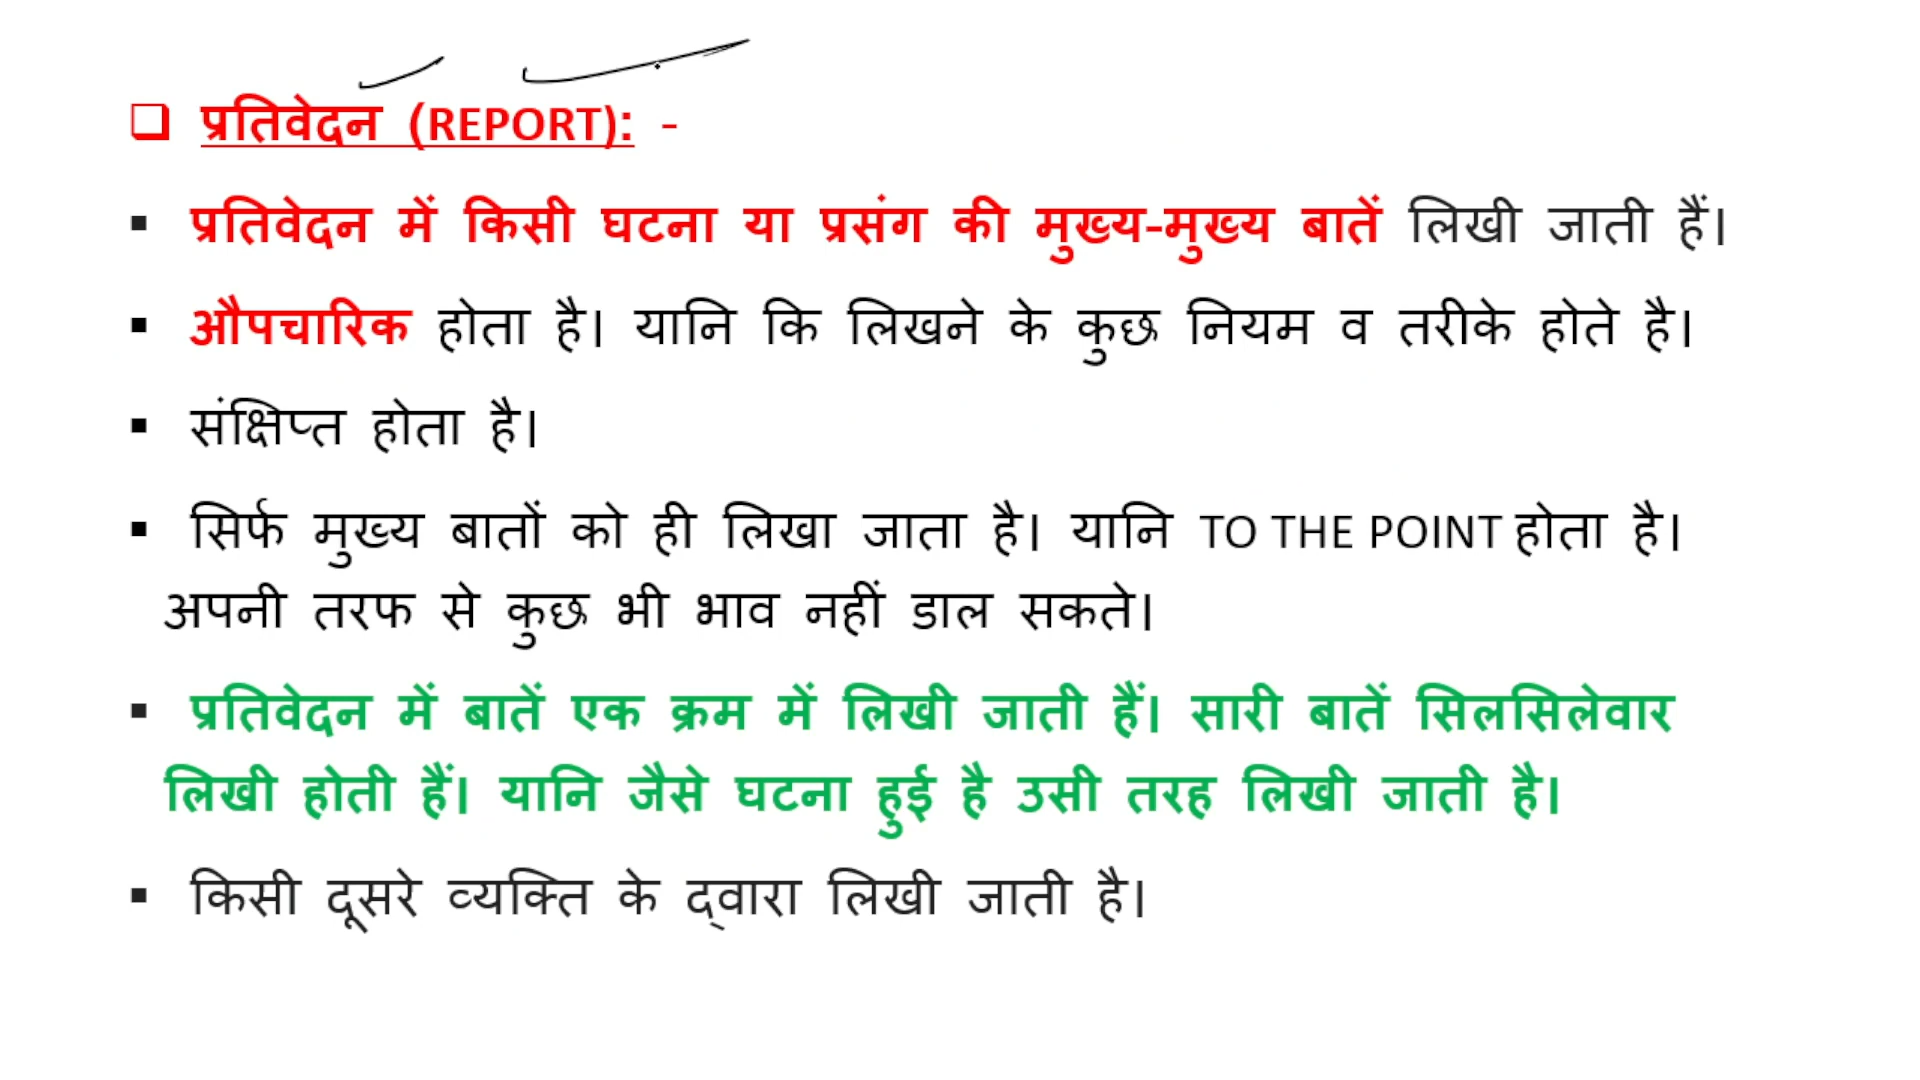 ❑ प्रतिवेदन (REPORT): -
▪ प्रतिवेदन में किसी घटना या प्रसंग की मुख्य-मुख्य बातें लिखी जाती हैं।
▪ औपचारिक होता है। यानि कि लिखने के कुछ नियम व तरीके होते है।
▪ संक्षिप्त होता है।
▪ सिर्फ मुख्य बातों को ही लिखा जाता है। यानि TO THE POINT होता है।
अपनी तरफ से कुछ भी भाव नहीं डाल सकते।
▪ प्रतिवेदन में बातें एक क्रम में लिखी जाती हैं। सारी बातें सिलसिलेवार
लिखी होती हैं। यानि जैसे घटना हुई है उसी तरह लिखी जाती है।
▪ किसी दूसरे व्यक्ति के द्वारा लिखी जाती है।